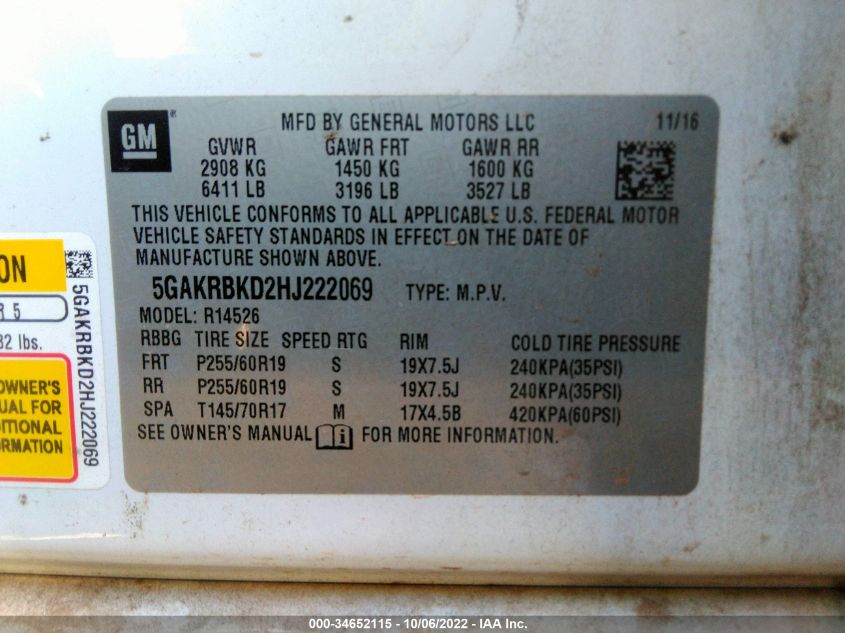 GM
MFD BY GENERAL MOTORS LLC 11/16
GVWR GAWR FRT GAWR RR
2908 KG 1450 KG 1600 KG
6411 LB 3196 LB 3527 LB
THIS VEHICLE CONFORMS TO ALL APPLICABLE U.S. FEDERAL MOTOR
VEHICLE SAFETY STANDARDS IN EFFECT ON THE DATE OF
MANUFACTURE SHOWN ABOVE.
5GAKRBKD2HJ222069 TYPE: M.P.V.
MODEL: R14526
RBBG TIRE SIZE SPEED RTG RIM COLD TIRE PRESSURE
FRT P255/60R19 S 19X7.5J 240KPA(35PSI)
RR P255/60R19 S 19X7.5J 240KPA(35PSI)
SPA T145/70R17 M 17X4.5B 420KPA(60PSI)
SEE OWNER'S MANUAL i FOR MORE INFORMATION.
ON
R 5
32 lbs.
OWNER'S
UAL FOR
DITIONAL
RMATION
5GAKRBKD2HJ222069
000-34652115 - 10/06/2022 - IAA Inc.